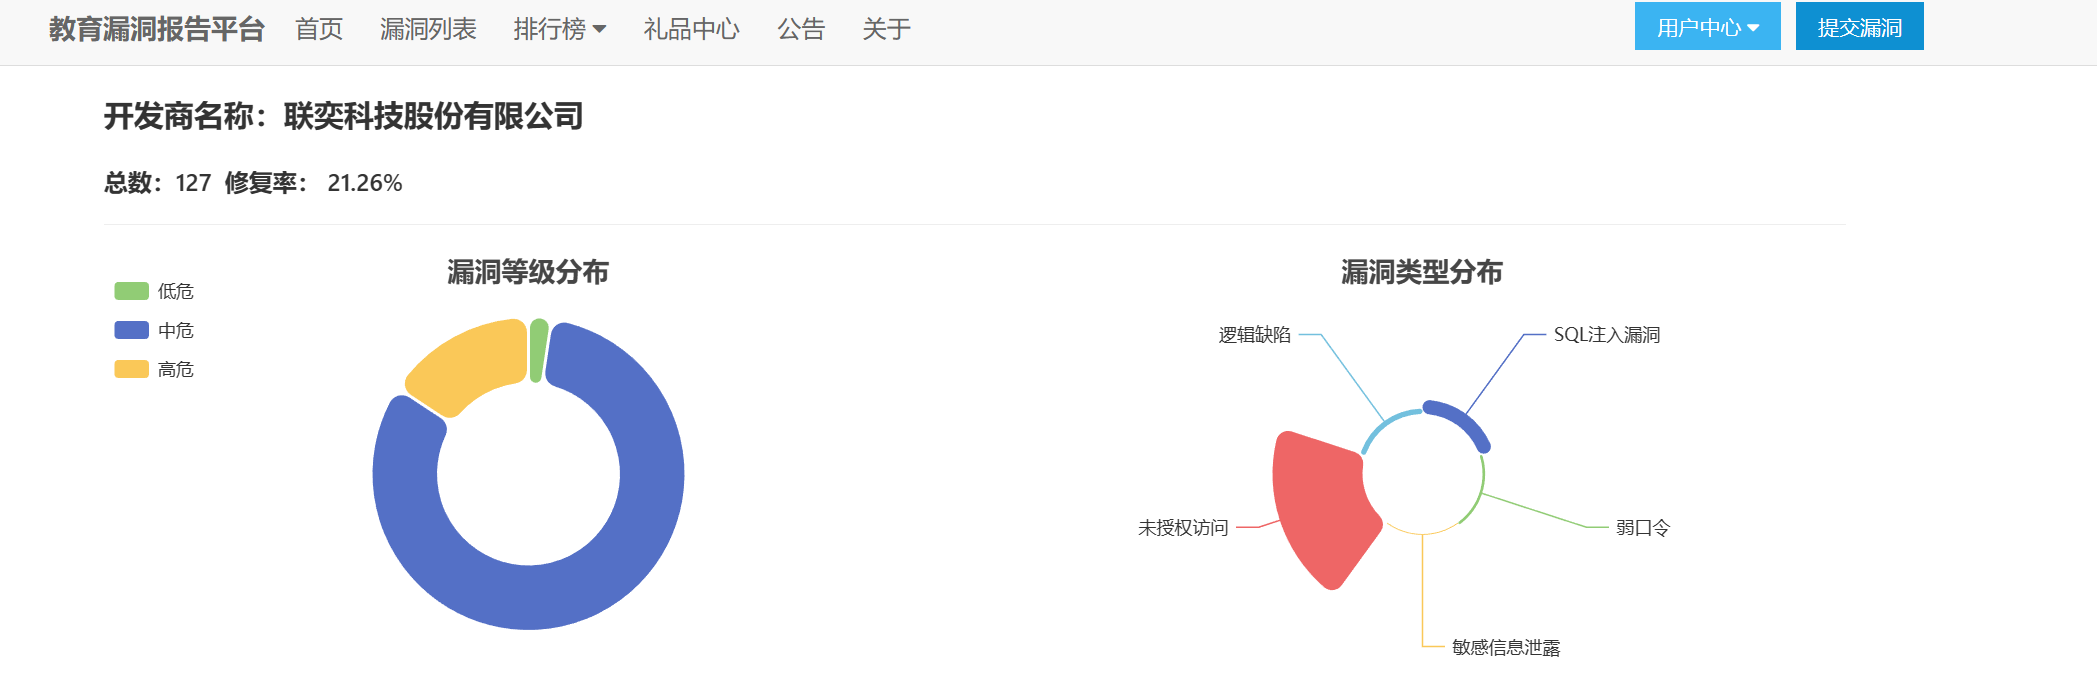 教育漏洞报告平台 首页 漏洞列表 排行榜 礼品中心 公告 关于 用户中心 提交漏洞
开发商名称：联奕科技股份有限公司
总数：127 修复率： 21.26%
漏洞等级分布
低危
中危
高危
漏洞类型分布
逻辑缺陷
SQL注入漏洞
未授权访问
弱口令
敏感信息泄露